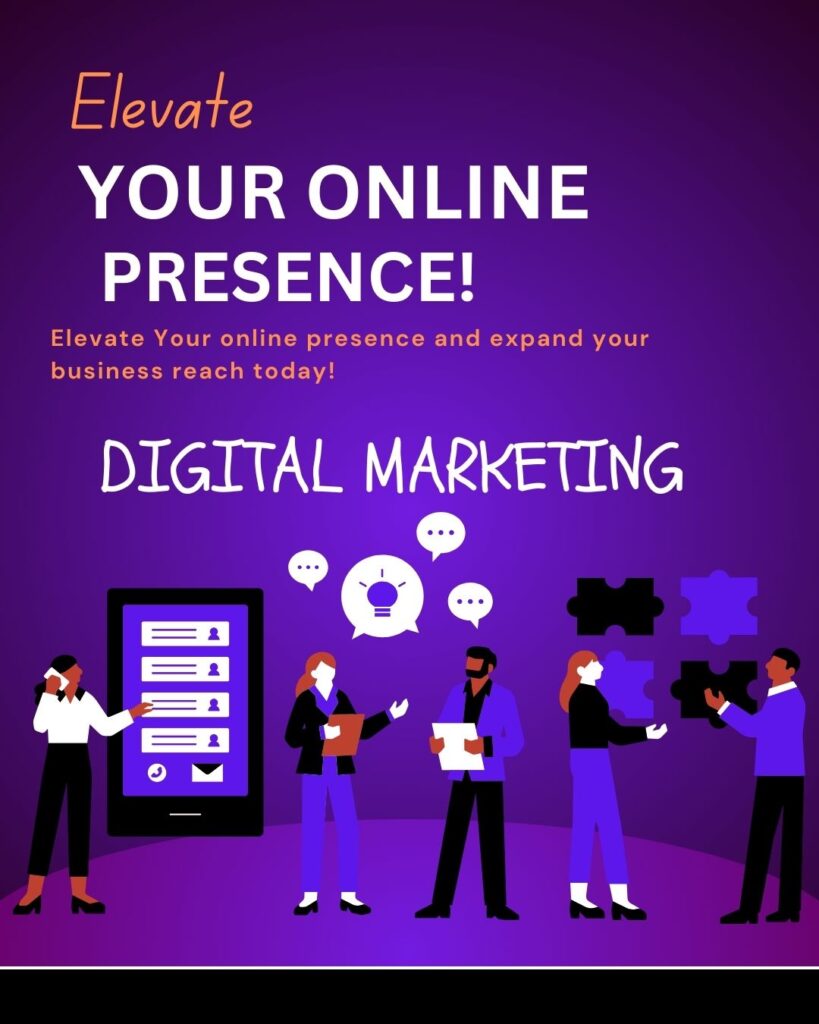 Elevate
YOUR ONLINE
PRESENCE!
Elevate Your online presence and expand your
business reach today!
DIGITAL MARKETING